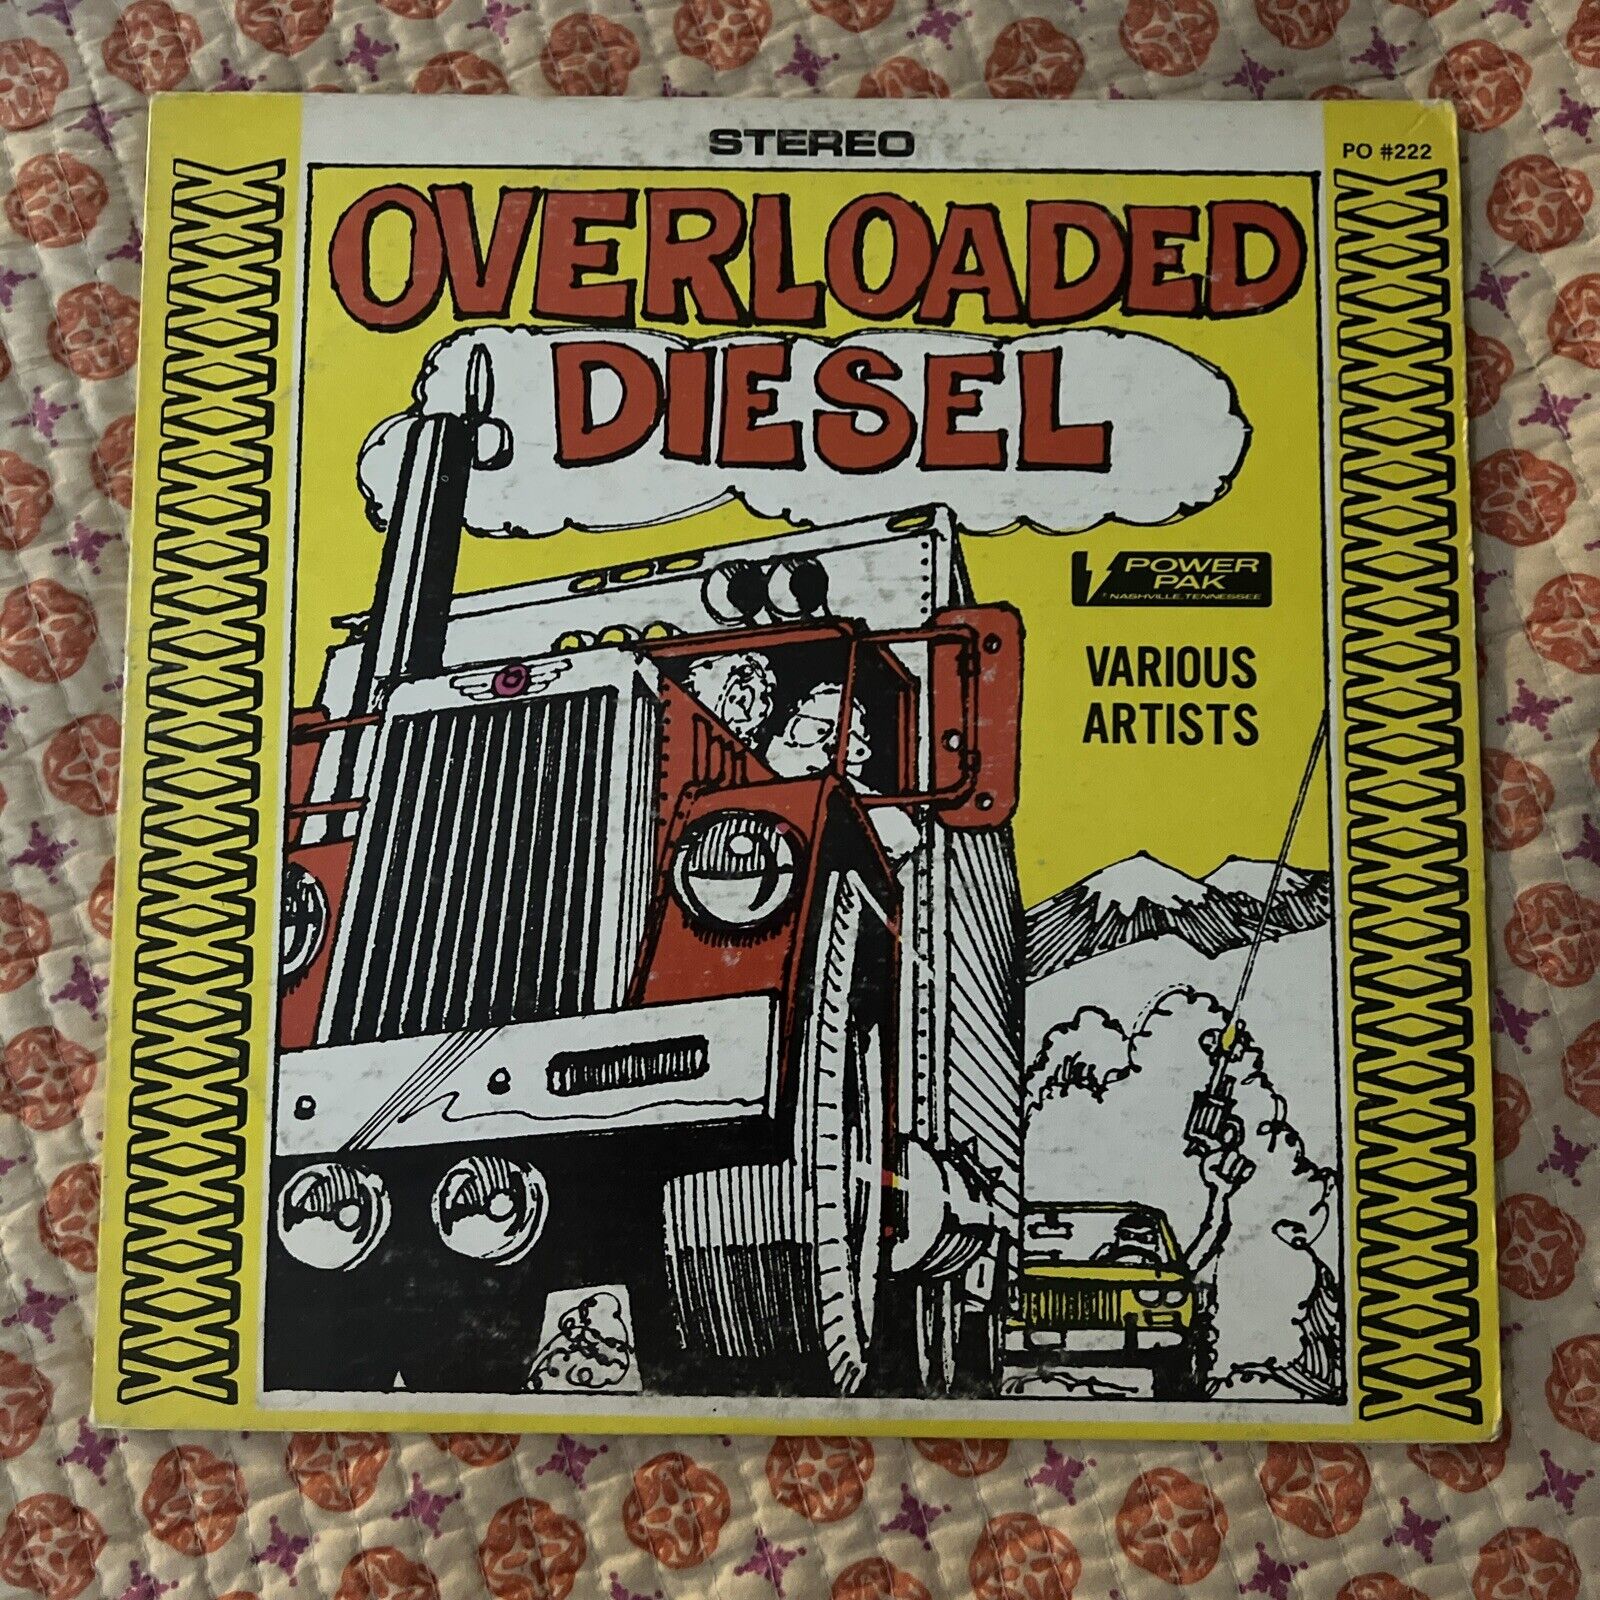 STEREO
PO #222
OVERLOADED
DIESEL
POWER
PAK
NASHVILLE, TENNESSEE
VARIOUS
ARTISTS